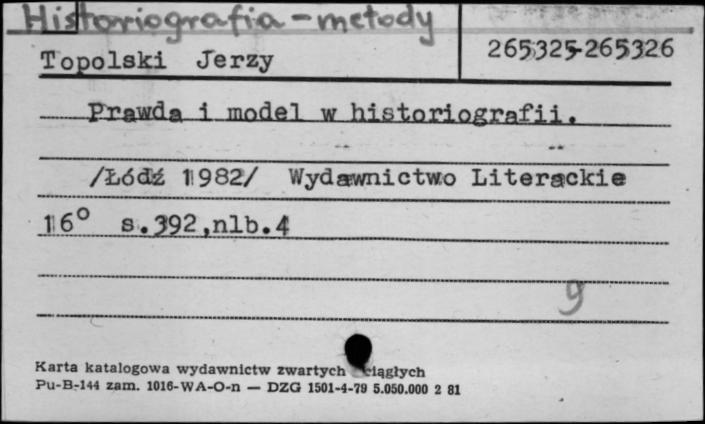 Historiografia - metody
Topolski Jerzy 265325-265326
Prawda i model w historiografii.
/Łódź 1982/ Wydawnictwo Literackie
16° s.392,nlb.4
9
Karta katalogowa wydawnictw zwartych ciągłych
Pu-B-144 zam. 1016-WA-O-n — DZG 1501-4-79 5.050.000 2 81